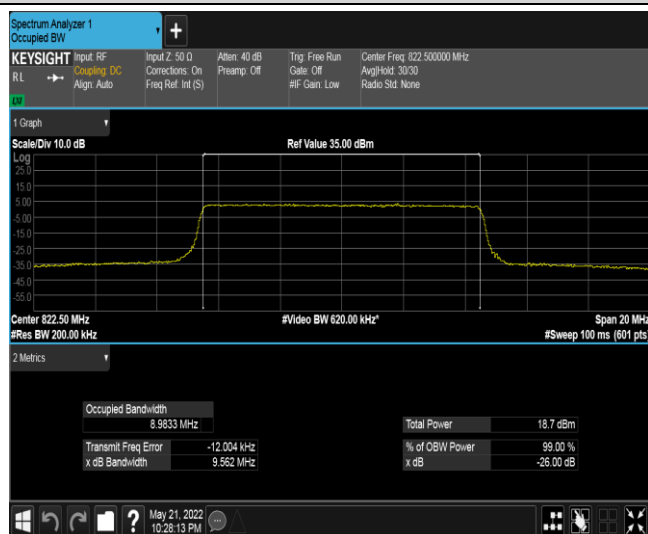 Spectrum Analyzer 1
Occupied BW
KEYSIGHT
Input: RF
Coupling: DC
Align: Auto
Input Z: 50 Ω
Corrections: On
Freq Ref: Int (S)
Atten: 40 dB
Preamp: Off
Trig: Free Run
Gate: Off
#IF Gain: Low
Center Freq: 822.500000 MHz
Avg|Hold: 30/30
Radio Std: None
RL
LXI
1 Graph
Scale/Div 10.0 dB
Ref Value 35.00 dBm
Log
25.0
15.0
5.00
-5.00
-15.0
-25.0
-35.0
-45.0
-55.0
Center 822.50 MHz
#Video BW 620.00 kHz*
Span 20 MHz
#Res BW 200.00 kHz
#Sweep 100 ms (601 pts)
2 Metrics
Occupied Bandwidth
8.9833 MHz
Total Power 18.7 dBm
Transmit Freq Error -12.004 kHz
% of OBW Power 99.00 %
x dB Bandwidth 9.562 MHz
x dB -26.00 dB
?
May 21, 2022
10:28:13 PM